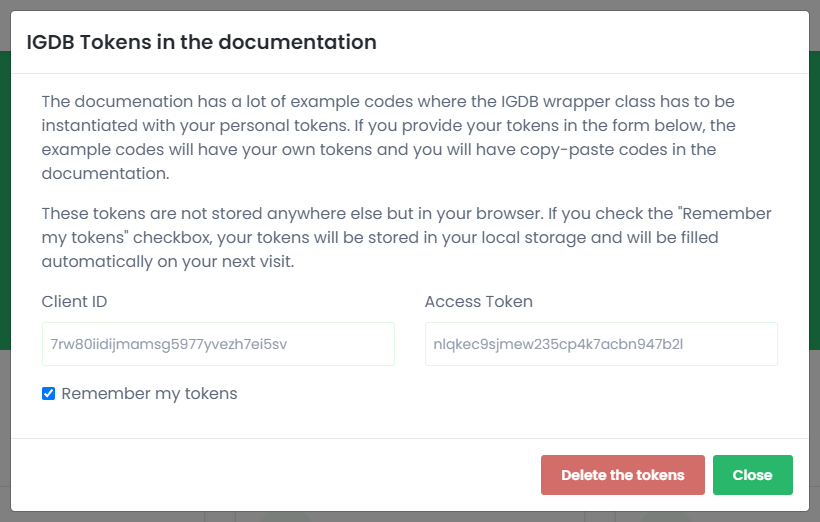 IGDB Tokens in the documentation
The documenation has a lot of example codes where the IGDB wrapper class has to be
instantiated with your personal tokens. If you provide your tokens in the form below, the
example codes will have your own tokens and you will have copy-paste codes in the
documentation.
These tokens are not stored anywhere else but in your browser. If you check the "Remember
my tokens" checkbox, your tokens will be stored in your local storage and will be filled
automatically on your next visit.
Client ID
Access Token
7rw80iidijmamsg5977yvezh7ei5sv
nlqkec9sjmew235cp4k7acbn947b2l
Remember my tokens
Delete the tokens
Close